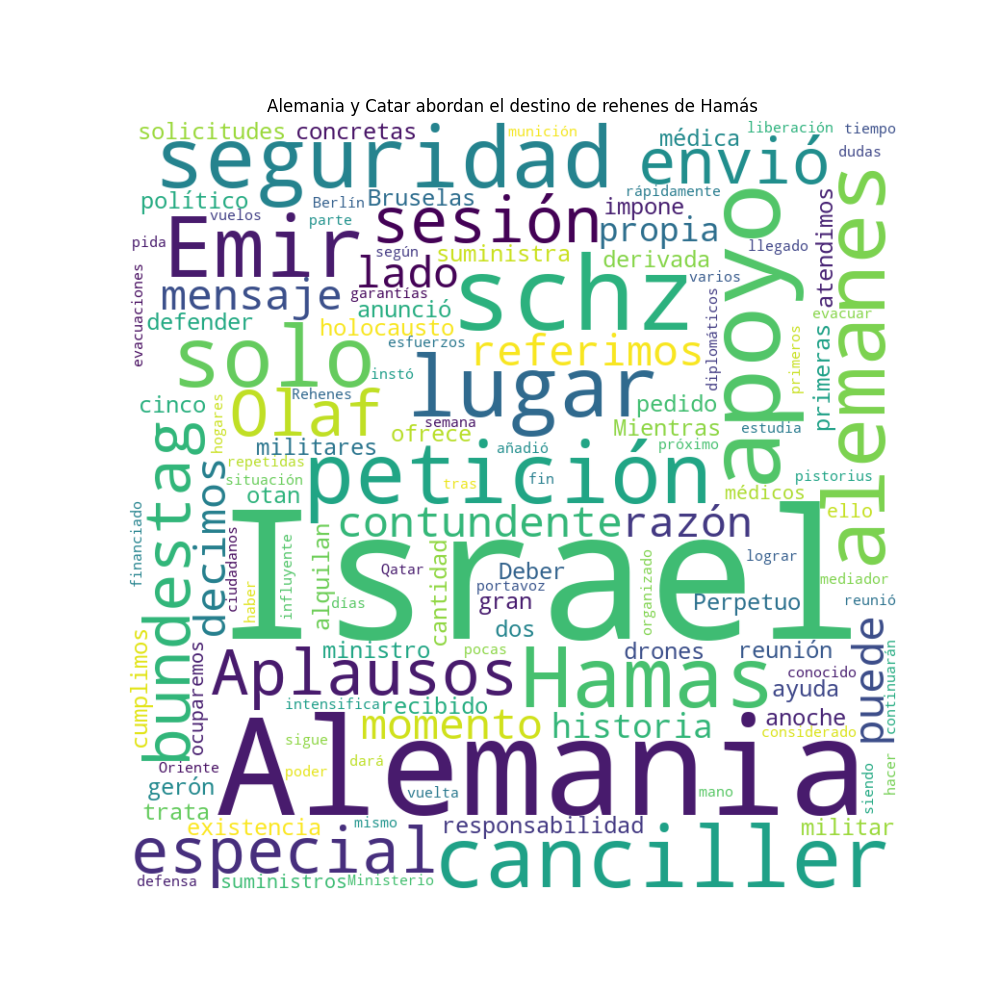 Alemania y Catar abordan el destino de rehenes de Hamás
solicitudes
concretas
munición
médica
liberación
tiempo
seguridad
envió
dudas
político
Berlín
Bruselas
rápidamente
vuelos
parte
sesión
impone
propia
apoyo
alemanes
atendimos
pida
Emir
según
suministra
derivada
llegado
lado
varios
evacuaciones
mensaje
garantías
schz
diplomáticos
anunció
evacuar
defender
holocausto
primeros
primeras
solo
esfuerzos
referimos
instó
lugar
Rehenes
Olaf
cinco
hogares
semana
pedido
ofrece
Mientras
estudia
bundestag
militares
añadió
próximo
repetidas
decimos
situación
petición
tras
fin
pistorius
otan
médicos
ello
financiado
contundente
razón
Israel
ciudadanos
influyente
alquilan
cantidad
Qatar
Deber
organizado
lograr
mediador
haber
días
portavoz
gran
Perpetuo
reunió
dos
cumplimos
ocuparemos
ministro
pocas
drones
reunión
puede
continuarán
Aplausos
Hamas
conocido
ayuda
intensifica
recibido
momento
historia
anoche
considerado
sigue
Alemania
Oriente
poder
dará
gerón
vuelta
mano
siendo
hacer
trata
existencia
mismo
responsabilidad
militar
especial
canciller
defensa
suministros
Ministerio